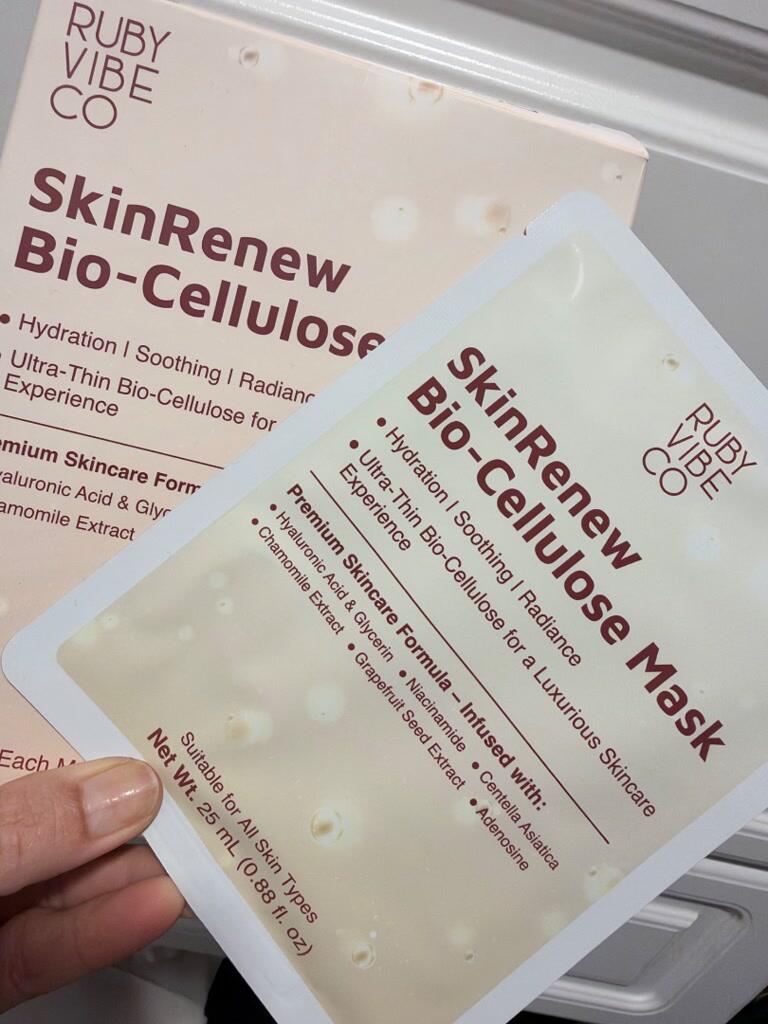 RUBY
VIBE
CO
SkinRenew
Bio-Cellulose
• Hydration | Soothing | Radianc
Ultra-Thin Bio-Cellulose for
Experience
emium Skincare Form
yaluronic Acid & Glyc
amomile Extract
Each M
RUBY
VIBE
CO
SkinRenew
Bio-Cellulose Mask
• Hydration | Soothing | Radiance
• Ultra-Thin Bio-Cellulose for a Luxurious Skincare
Experience
Premium Skincare Formula – Infused with:
• Hyaluronic Acid & Glycerin • Niacinamide • Centella Asiatica
• Chamomile Extract • Grapefruit Seed Extract • Adenosine
Suitable for All Skin Types
Net Wt. 25 mL (0.88 fl. oz)